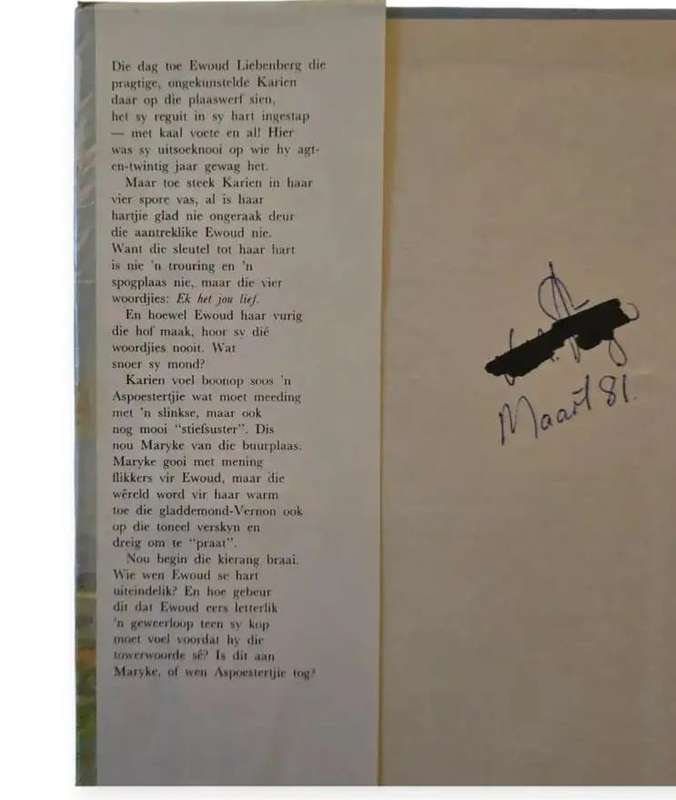 Die dag toe Ewoud Liebenberg die
pragtige, ongekunstelde Karien
daar op die plaaswerf sien,
het sy reguit in sy hart ingestap
— met kaal voete en al! Hier
was sy uitsoeknooi op wie hy agt-
en-twintig jaar gewag het.
Maar toe steek Karien in haar
vier spore vas, al is haar
hartjie glad nie ongeraak deur
die aantreklike Ewoud nie.
Want die sleutel tot haar hart
is nie 'n trouring en 'n
spogplaas nie, maar die vier
woordjies: Ek het jou lief.
En hoewel Ewoud haar vurig
die hof maak, hoor sy dié
woordjies nooit. Wat
snoer sy mond?
Karien voel boonop soos 'n
Aspoestertjie wat moet meeding
met 'n slinkse, maar ook
nog mooi “stiefsuster”. Dis
nou Maryke van die buurplaas.
Maryke gooi met mening
flikkers vir Ewoud, maar die
wêreld word vir haar warm
toe die gladdemond-Vernon ook
op die toneel verskyn en
dreig om te “praat”.
Nou begin die kierang braai.
Wie wen Ewoud se hart
uiteindelik? En hoe gebeur
dit dat Ewoud eers letterlik
'n geweerloop teen sy kop
moet voel voordat hy die
towerwoorde sê? Is dit aan
Maryke, of wen Aspoestertjie tog?
Maart 81.